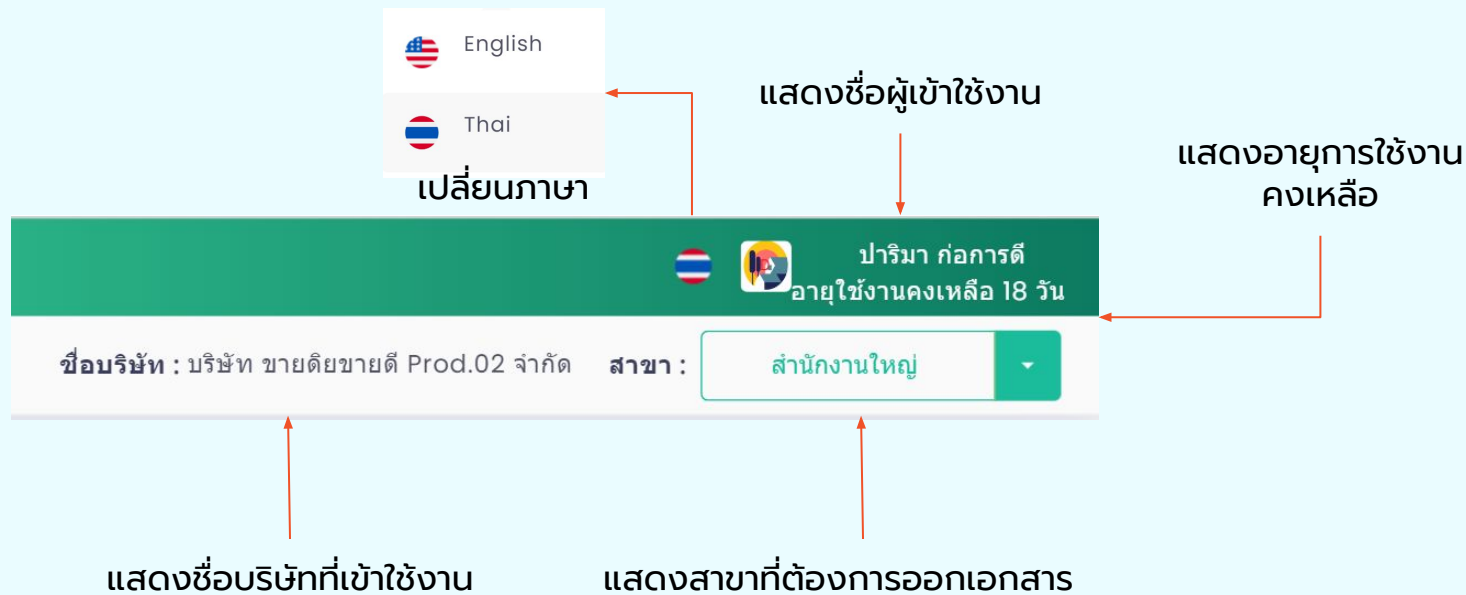 English
แสดงชื่อผู้เข้าใช้งาน
Thai
แสดงอายุการใช้งาน
คงเหลือ
เปลี่ยนภาษา
ปาริมา ก่อการดี
อายุใช้งานคงเหลือ 18 วัน
ชื่อบริษัท : บริษัท ขายดิยขายดี Prod.02 จำกัด สาขา : สำนักงานใหญ่
แสดงชื่อบริษัทที่เข้าใช้งาน
แสดงสาขาที่ต้องการออกเอกสาร